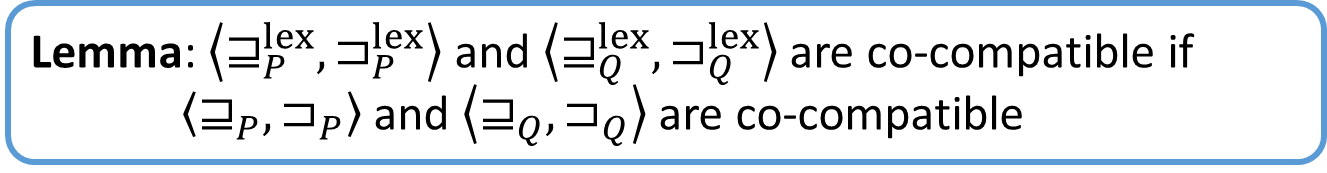 Lemma: ⟨⊒_P^lex, ⊐_P^lex⟩ and ⟨⊒_Q^lex, ⊐_Q^lex⟩ are co-compatible if
⟨⊒_P, ⊐_P⟩ and ⟨⊒_Q, ⊐_Q⟩ are co-compatible